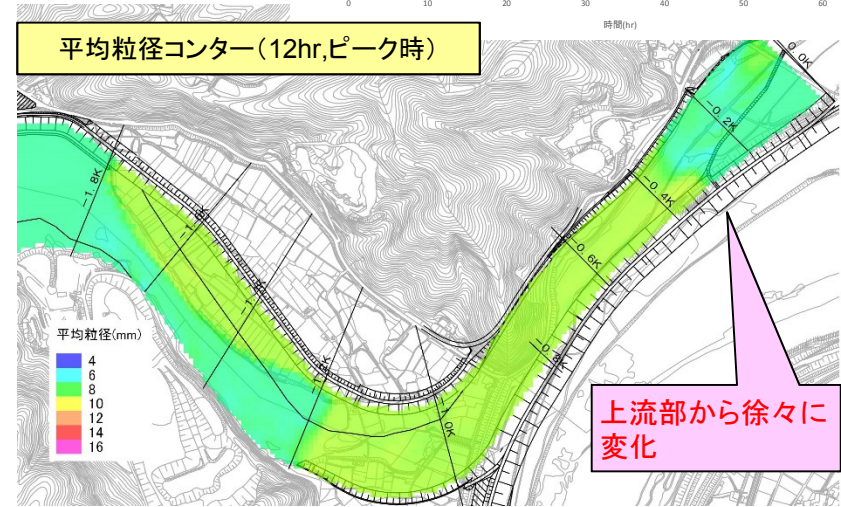 0 10 20 30 40 50 60
時間(hr)
平均粒径コンター(12hr,ピーク時)
0.0K
-0.2K
-0.4K
-0.6K
-1.8K
-1.0K
平均粒径(mm)
4
6
8
10
12
14
16
上流部から徐々に
変化